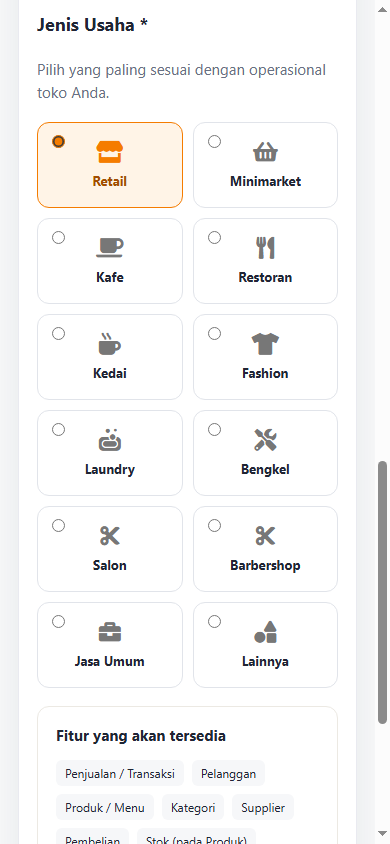 Jenis Usaha *
Pilih yang paling sesuai dengan operasional
toko Anda.
Retail
Minimarket
Kafe
Restoran
Kedai
Fashion
Laundry
Bengkel
Salon
Barbershop
Jasa Umum
Lainnya
Fitur yang akan tersedia
Penjualan / Transaksi
Pelanggan
Produk / Menu
Kategori
Supplier
Pembelian
Stok (pada Produk)